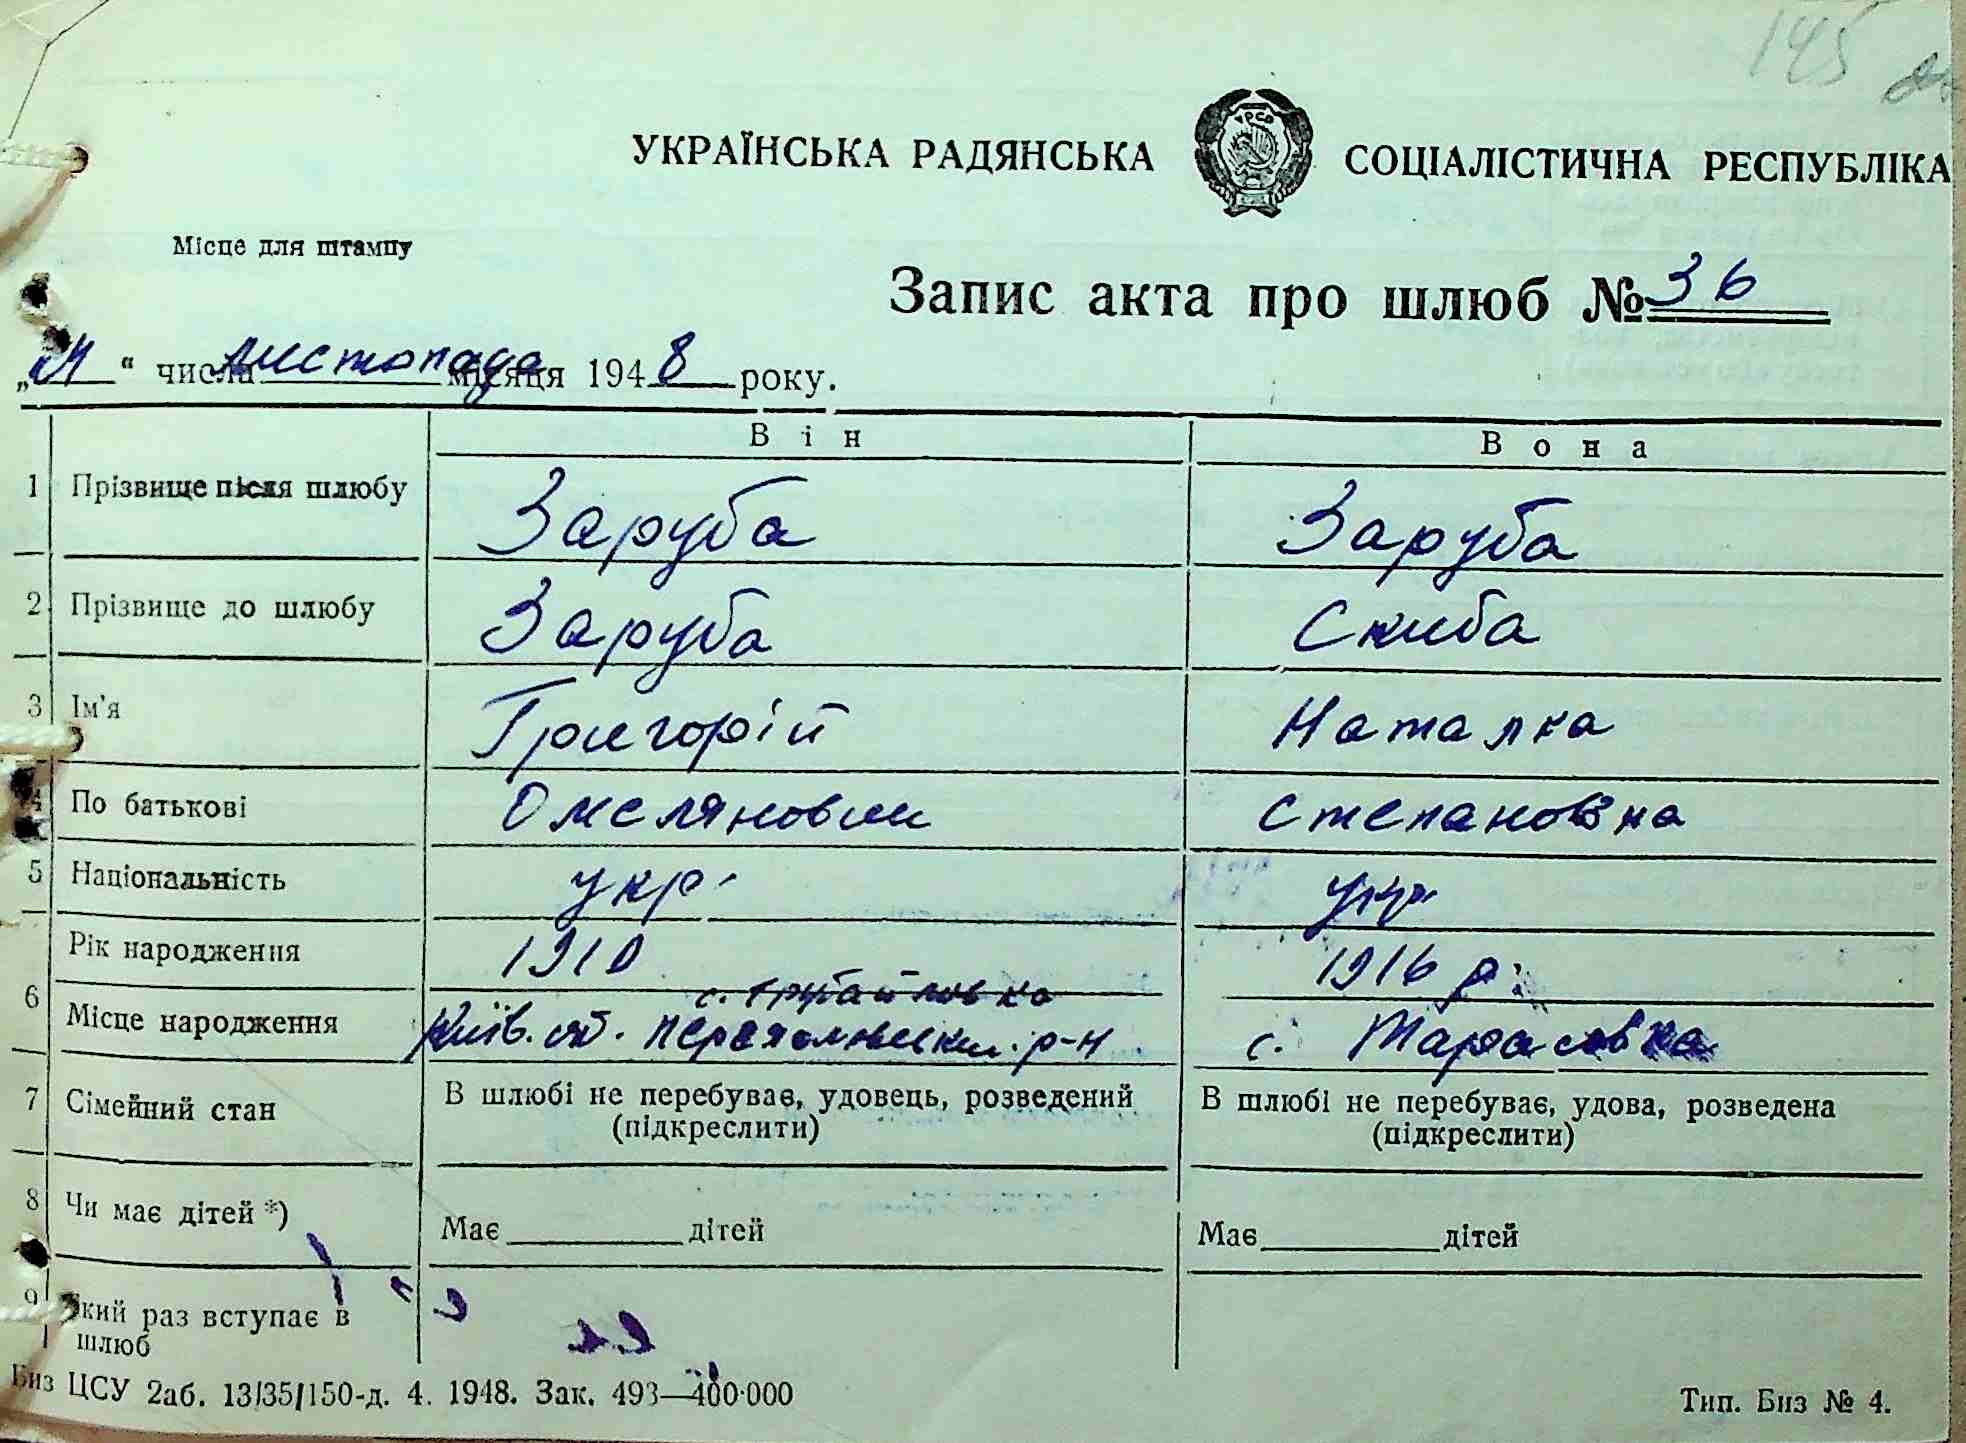 145
УКРАЇНСЬКА РАДЯНСЬКА СОЦІАЛІСТИЧНА РЕСПУБЛІКА
УРСР
Місце для штампу
Запис акта про шлюб № 36
„ “ числа листопада місяця 1948 року.
Він Вона
1 Прізвище після шлюбу Заруба Заруба
2 Прізвище до шлюбу Заруба Скиба
3 Ім'я Григорій Наталка
4 По батькові Омелянович Степановна
5 Національність укр. укр
Рік народження 1910 1916 р.
6 с. Трубайловка
Місце народження Київ. об. р-н с. Тарасовка
7 Сімейний стан В шлюбі не перебуває, удовець, розведений В шлюбі не перебуває, удова, розведена
(підкреслити) (підкреслити)
8 Чи має дітей *) Має дітей Має дітей
9 Який раз вступає в
шлюб
Биз ЦСУ 2аб. 13/35/150-д. 4. 1948. Зак. 493—400·000 Тип. Биз № 4.